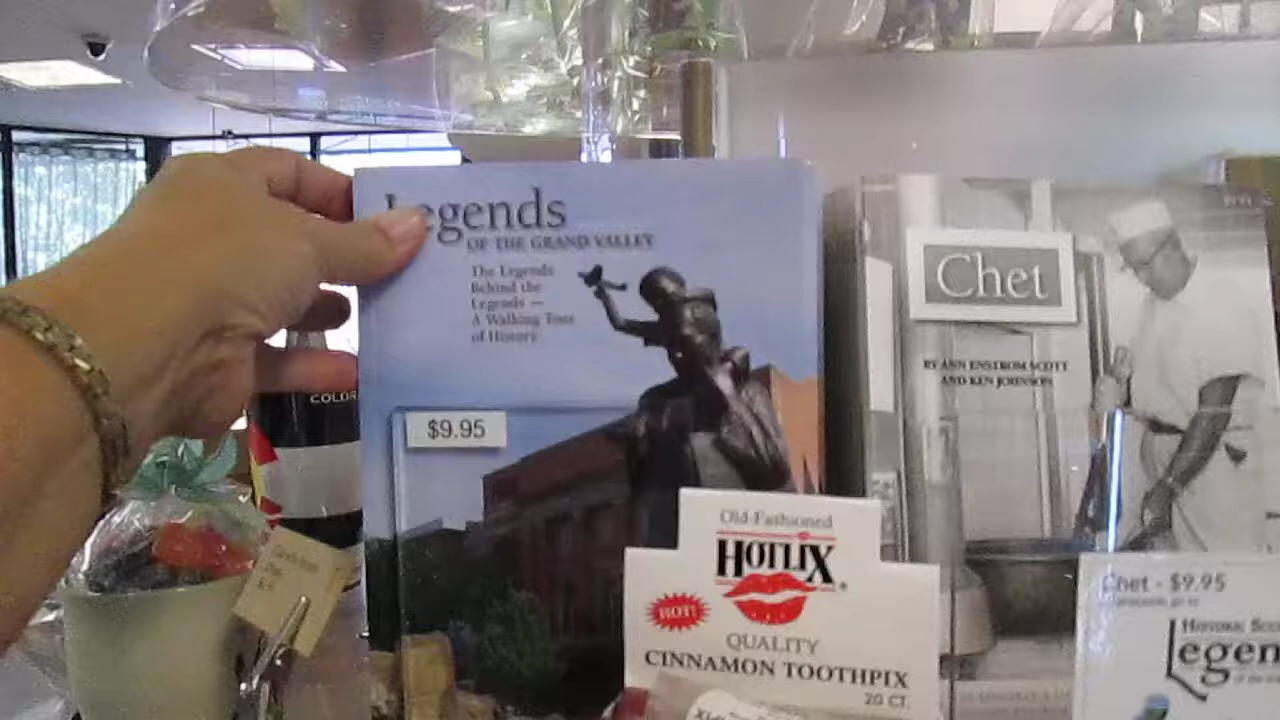 Legends
OF THE GRAND VALLEY
The Legends
Behind the
Legends —
A Walking Tour
of History
$9.95
COLOR
Chet
BY ANN ENSTROM SCOTT
AND KEN JOHNSON
Old-Fashioned
HOTLIX®
HOT!
QUALITY
CINNAMON TOOTHPIX
20 CT.
Chet - $9.95
Legen